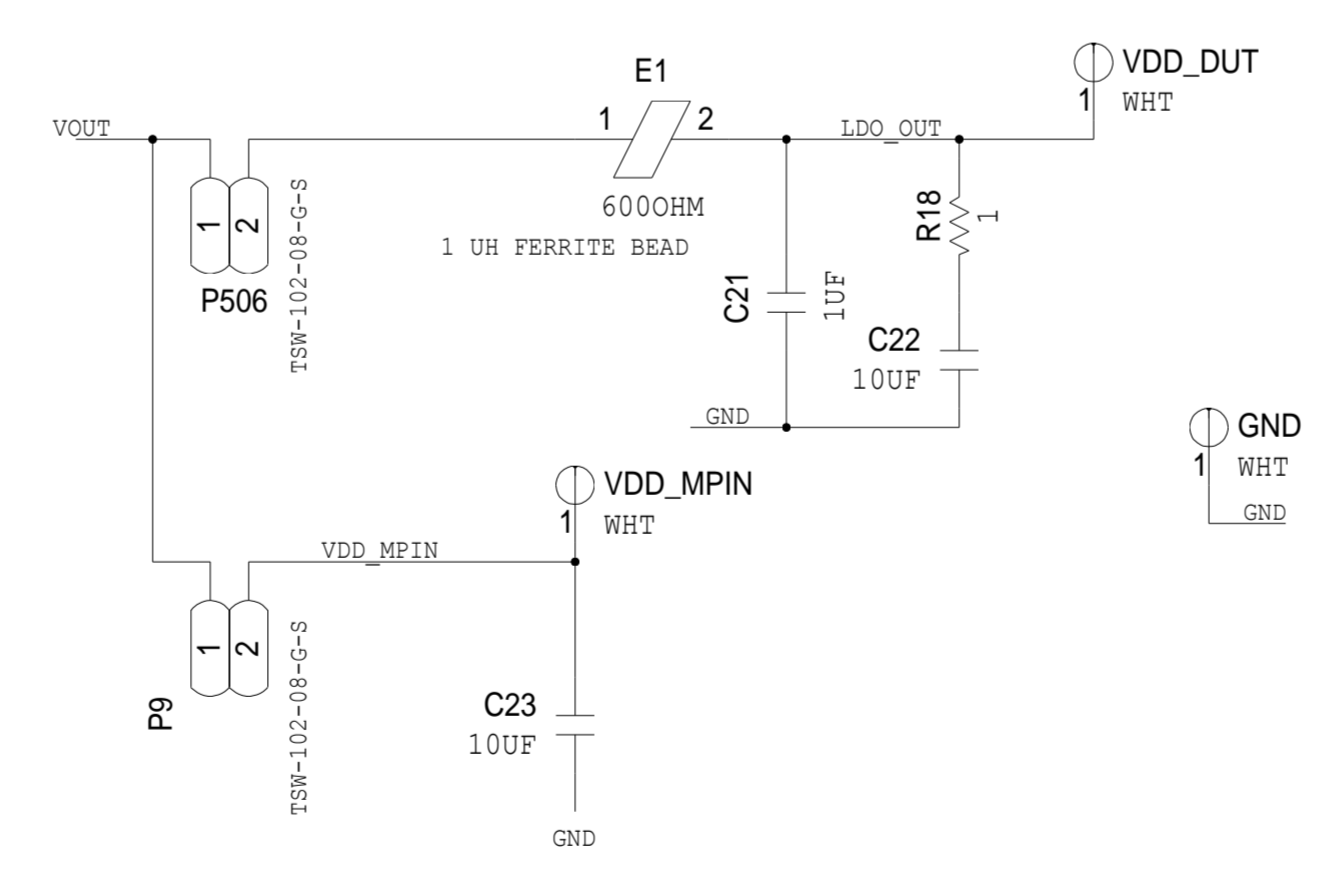 VDD_DUT
1
WHT
E1
1
2
VOUT
LDO_OUT
600OHM
1 UH FERRITE BEAD
1
2
TSW-102-08-G-S
P506
R18
1
C21
1UF
C22
10UF
GND
GND
1
WHT
GND
VDD_MPIN
1
WHT
VDD_MPIN
1
2
TSW-102-08-G-S
P9
C23
10UF
GND